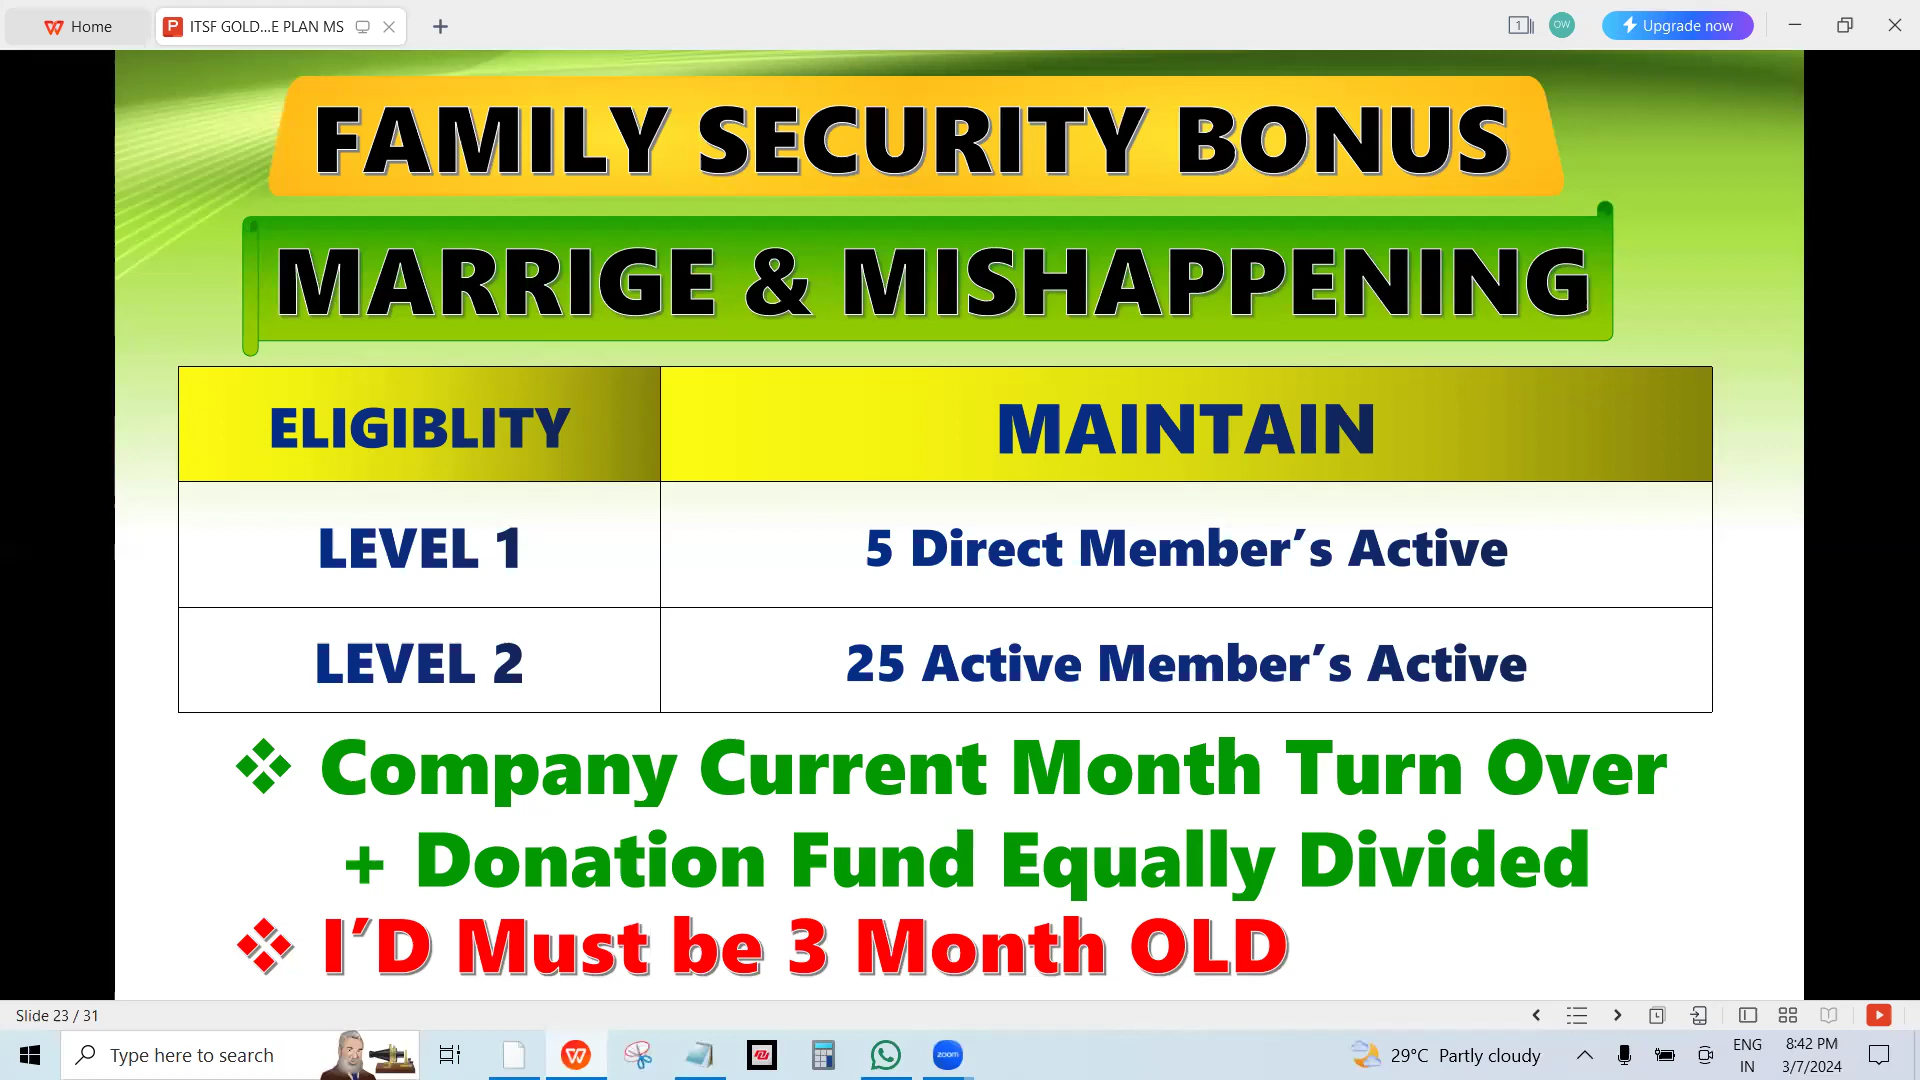 Home
ITSF GOLD...E PLAN MS
1
OW
Upgrade now
FAMILY SECURITY BONUS
MARRIGE & MISHAPPENING
ELIGIBLITY MAINTAIN
LEVEL 1 5 Direct Member’s Active
LEVEL 2 25 Active Member’s Active
Company Current Month Turn Over
+ Donation Fund Equally Divided
I’D Must be 3 Month OLD
Slide 23 / 31
Type here to search
zoom
29°C Partly cloudy
ENG
IN
8:42 PM
3/7/2024